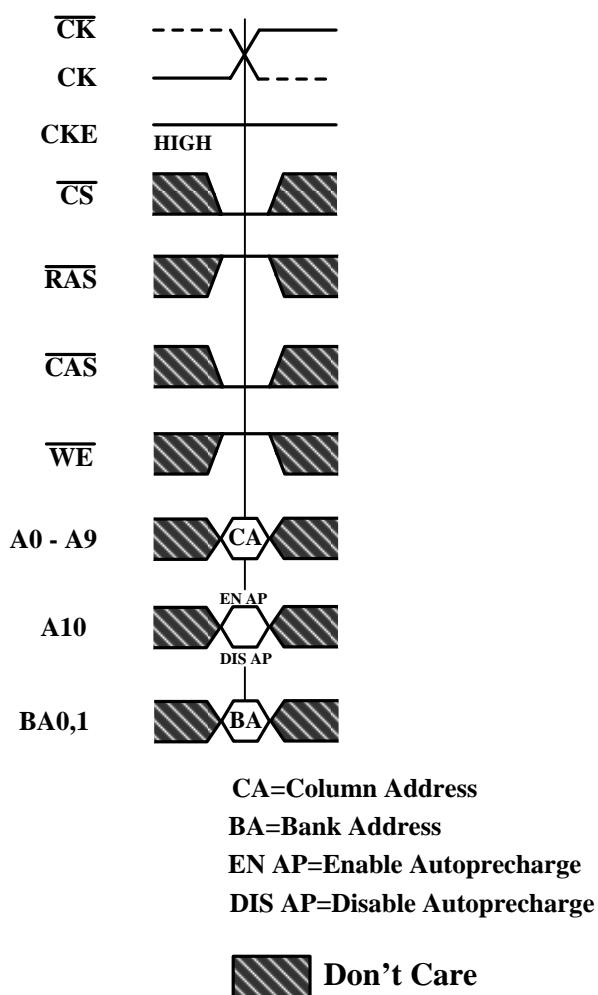 CK
CK
CKE
HIGH
CS
RAS
CAS
WE
A0 - A9
CA
EN AP
A10
DIS AP
BA0,1
BA
CA=Column Address
BA=Bank Address
EN AP=Enable Autoprecharge
DIS AP=Disable Autoprecharge
Don't Care